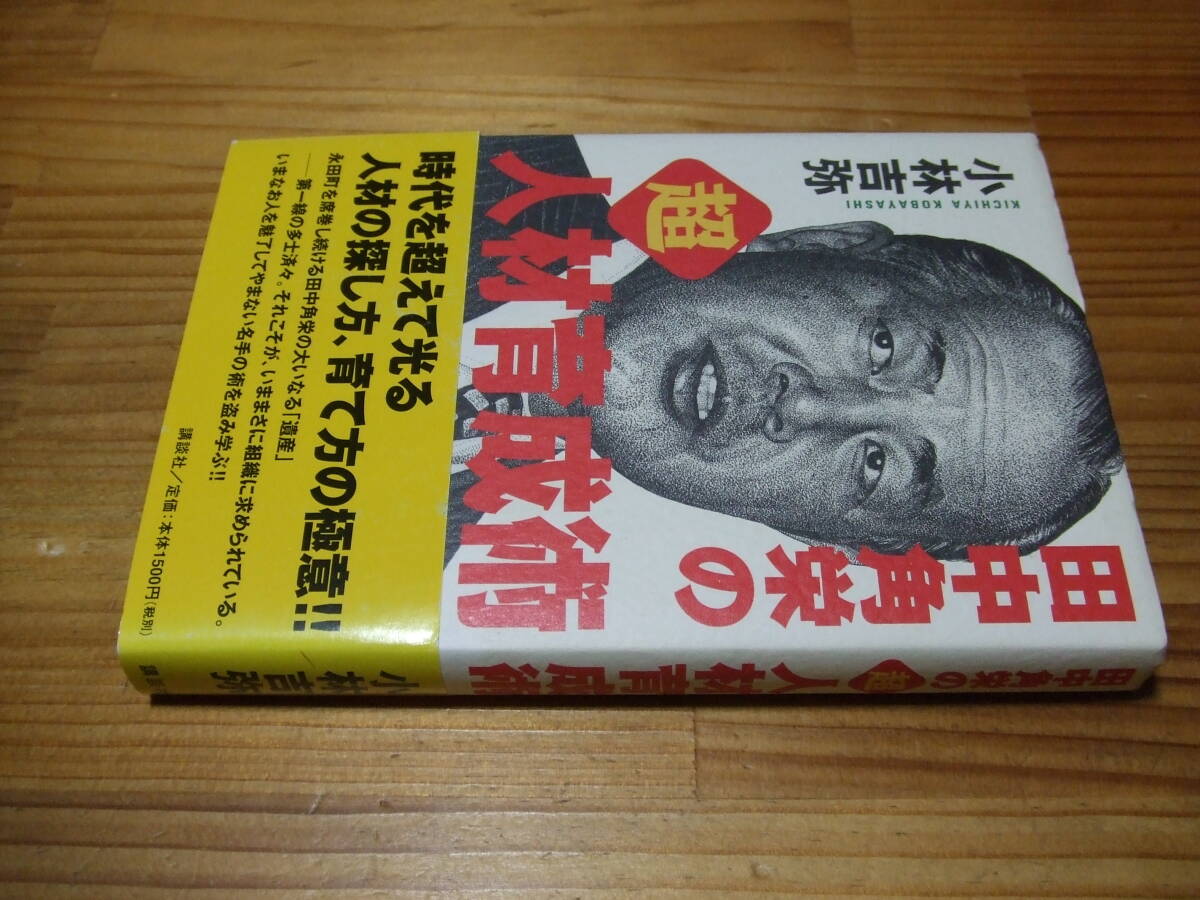 田中角栄の
超
人材育成術
小林吉弥
KICHIYA KOBAYASHI
時代を超えて光る
人材の探し方、育て方の極意!!
永田町を席巻し続ける田中角栄の大いなる「遺産」
──第一線の多士済々。それこそが、いままさに組織に求められている。
いまなお人を魅了してやまない名手の術を盗み学ぶ!!
講談社/定価:本体1500円(税別)
田中角栄の超人材育成術
小林吉弥